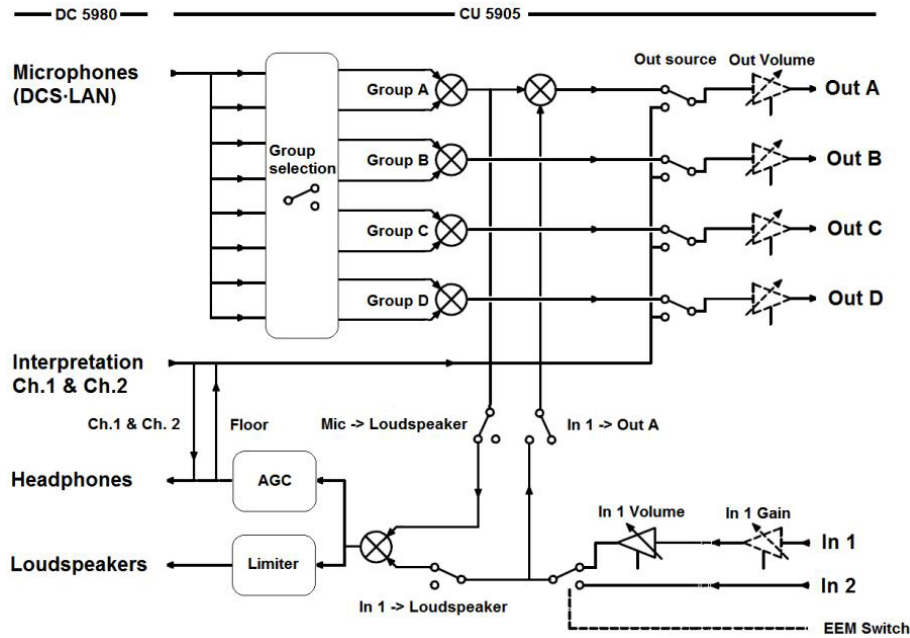 DC 5980
CU 5905
Microphones
(DCS·LAN)
Group
selection
Group A
Group B
Group C
Group D
Out source
Out Volume
Out A
Out B
Out C
Out D
Interpretation
Ch.1 & Ch.2
Ch.1 & Ch. 2
Floor
Mic -> Loudspeaker
In 1 -> Out A
Headphones
AGC
Loudspeakers
Limiter
In 1 -> Loudspeaker
In 1 Volume
In 1 Gain
In 1
In 2
EEM Switch